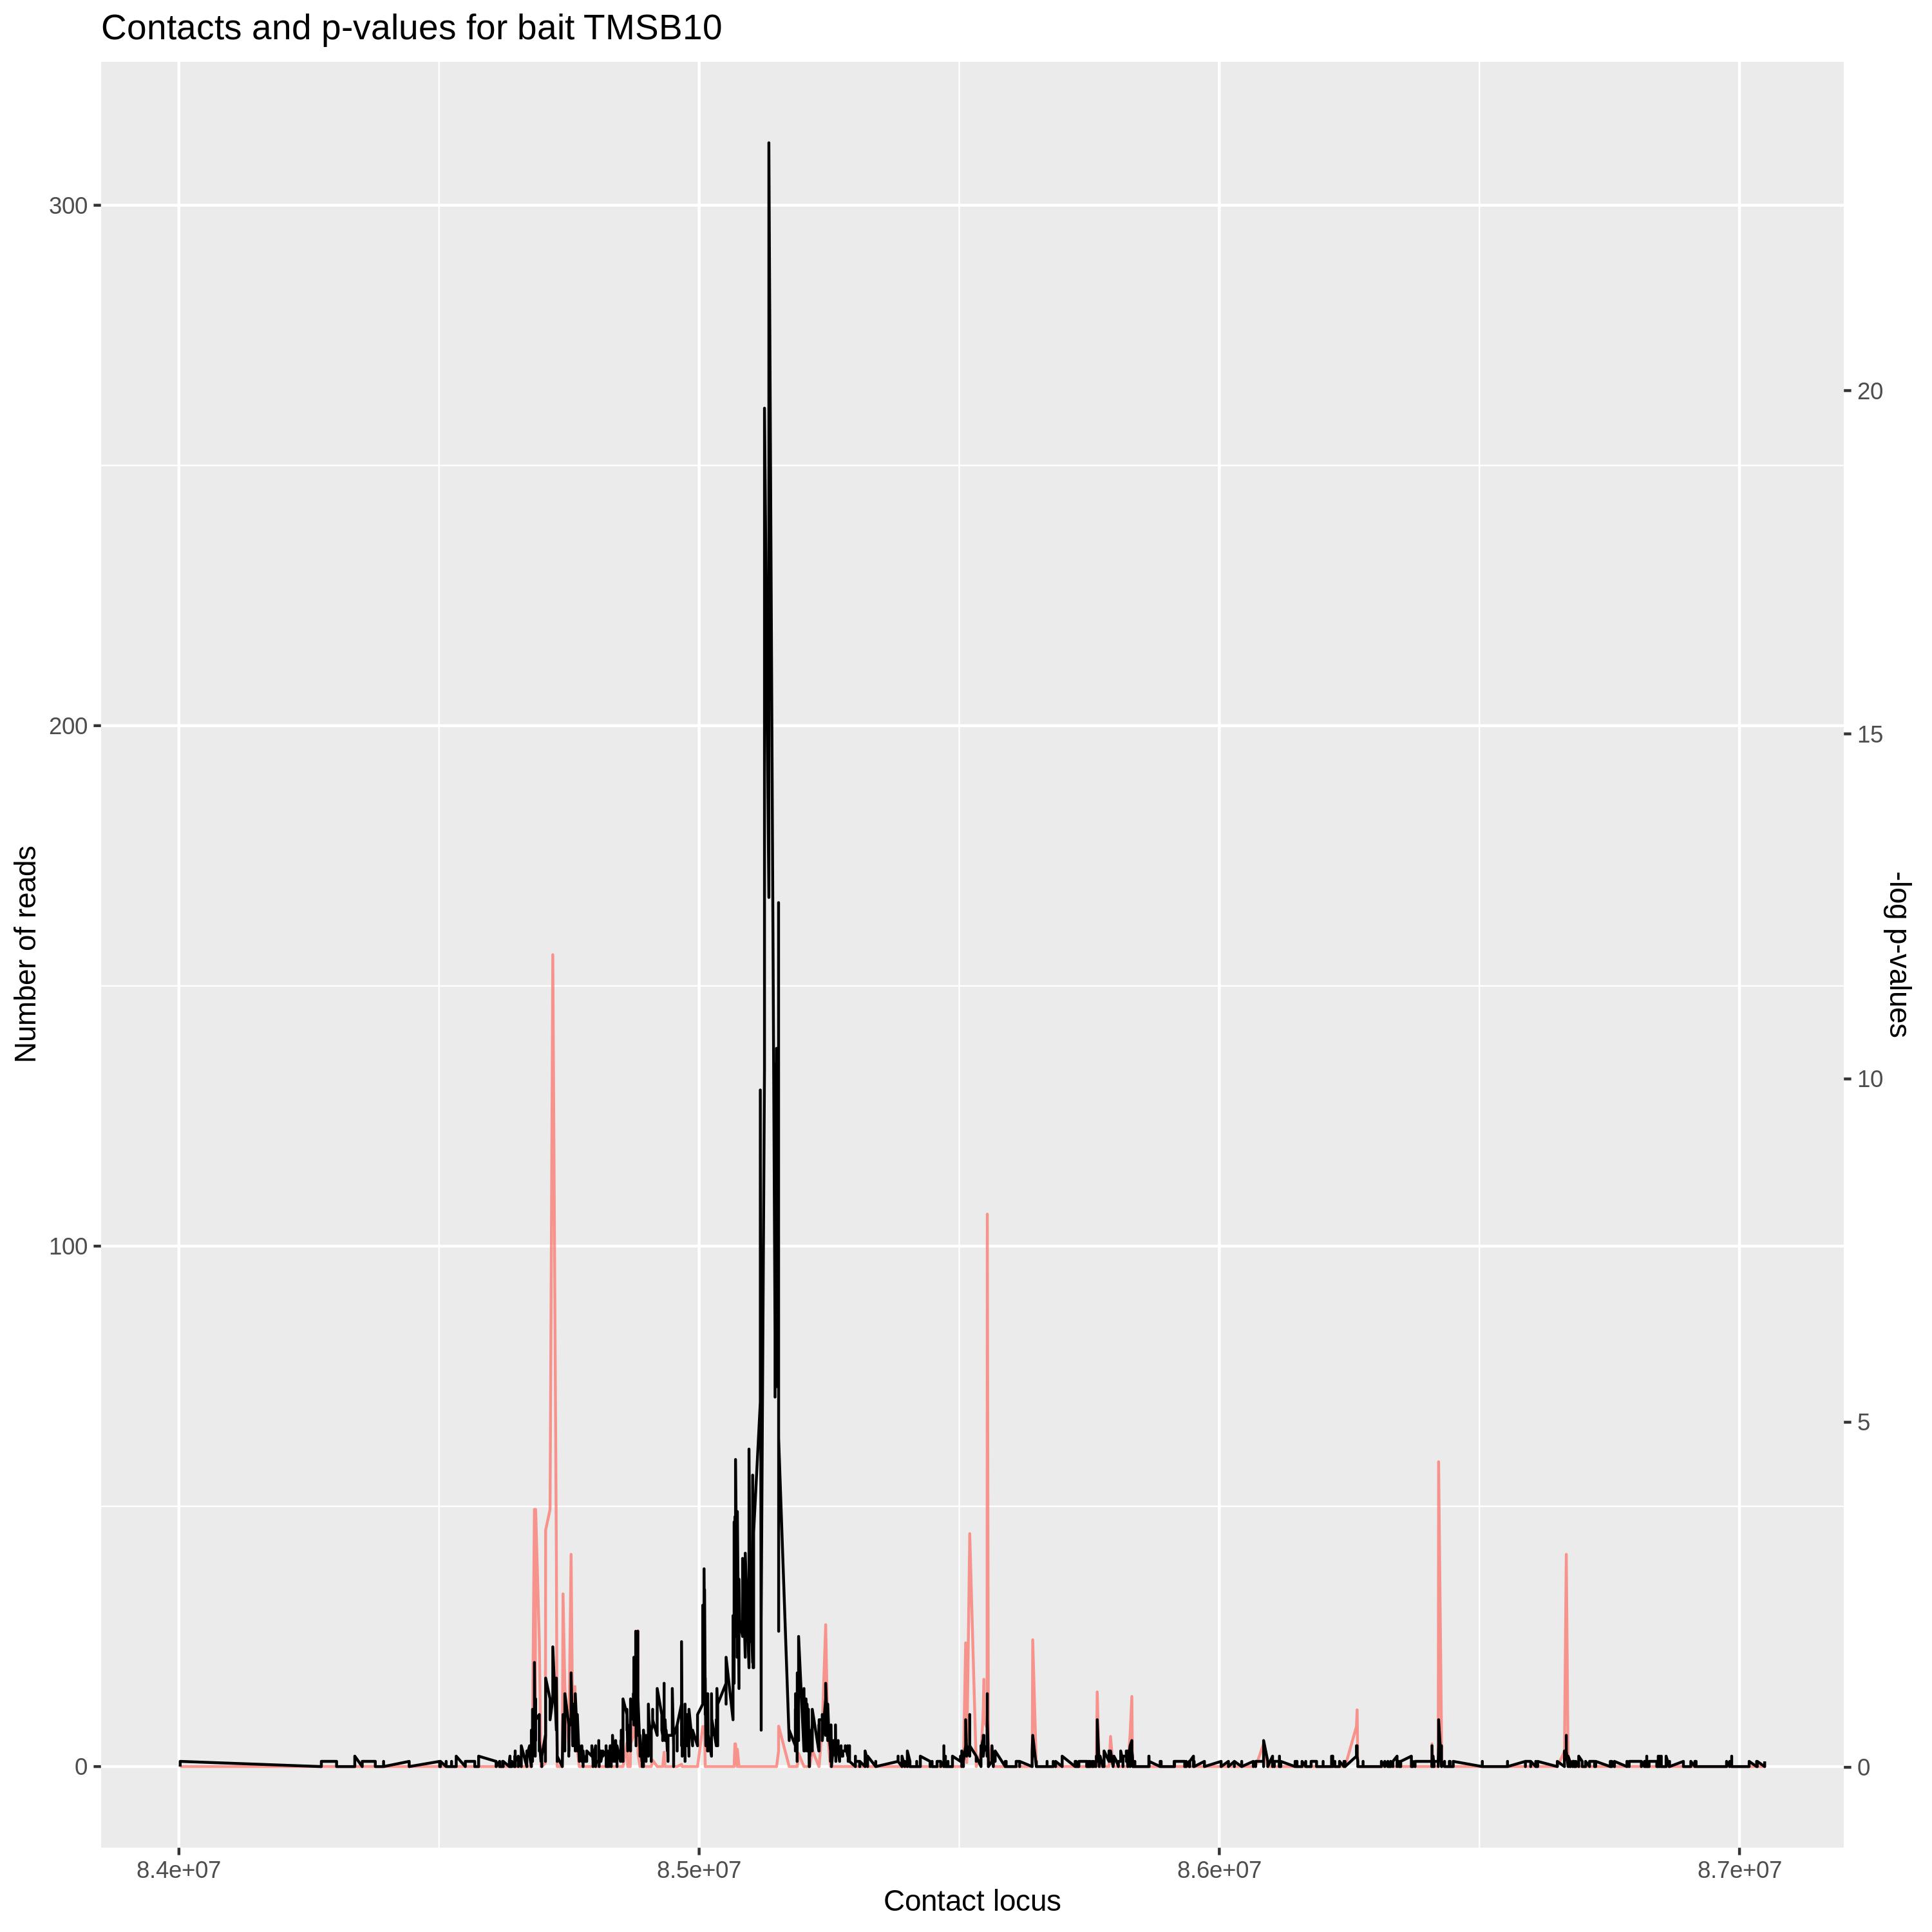 Contacts and p-values for bait TMSB10
300
200
100
0
Number of reads
20
15
10
5
0
-log p-values
8.4e+07 8.5e+07 8.6e+07 8.7e+07
Contact locus